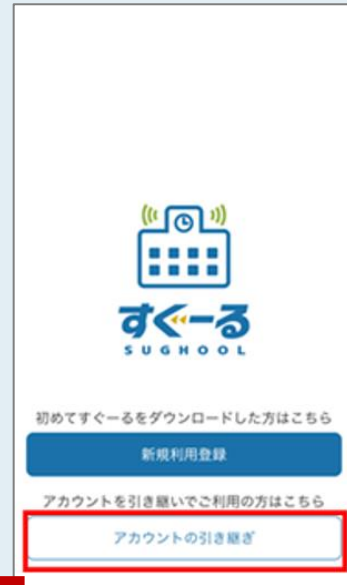 すぐーる
SUGHOOL
初めてすぐーるをダウンロードした方はこちら
新規利用登録
アカウントを引き継いでご利用の方はこちら
アカウントの引き継ぎ